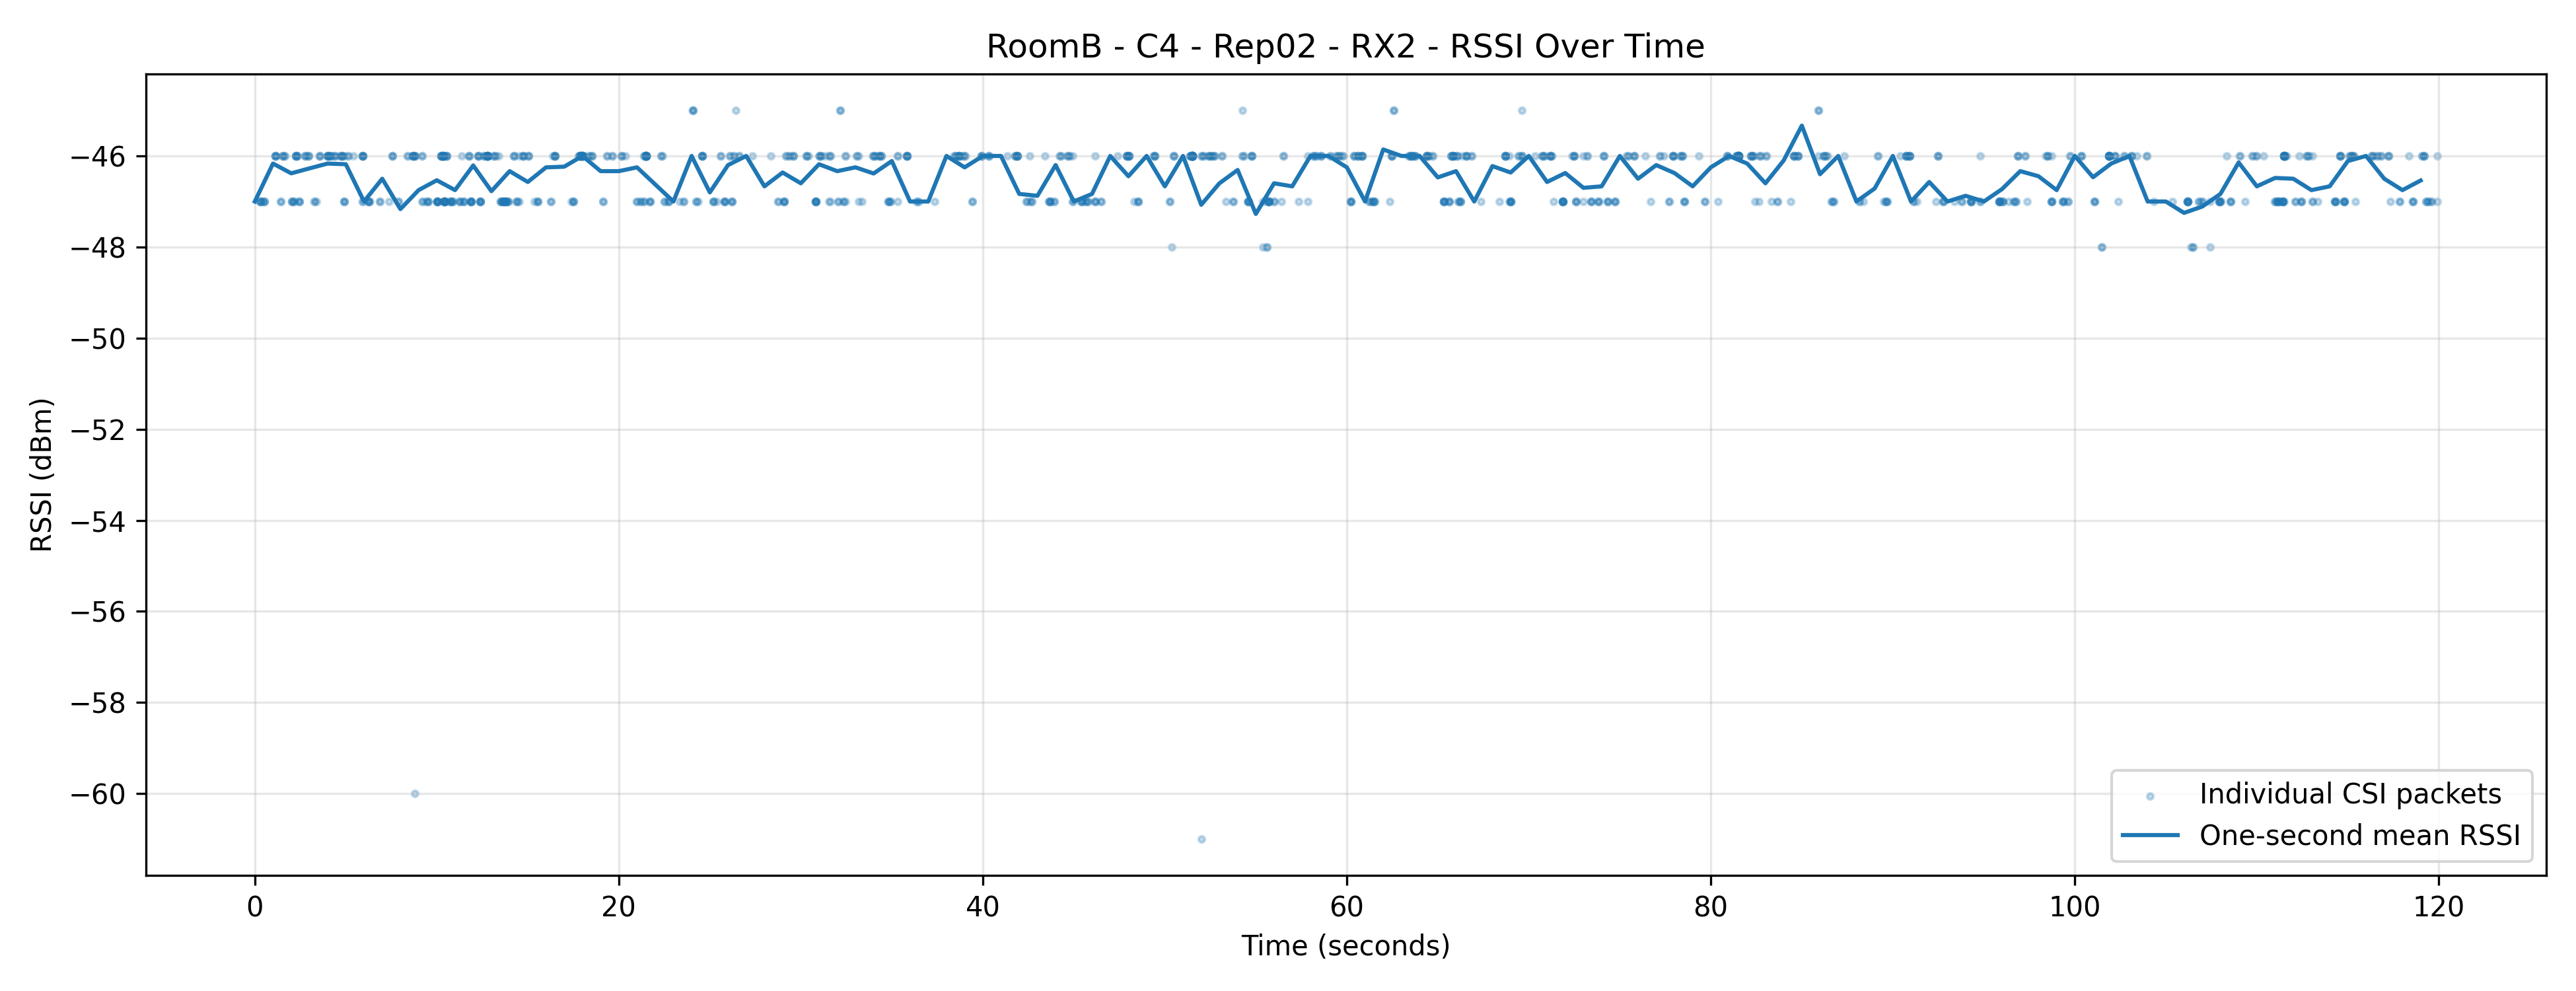 RoomB - C4 - Rep02 - RX2 - RSSI Over Time
RSSI (dBm)
−46
−48
−50
−52
−54
−56
−58
−60
0 20 40 60 80 100 120
Time (seconds)
Individual CSI packets
One-second mean RSSI